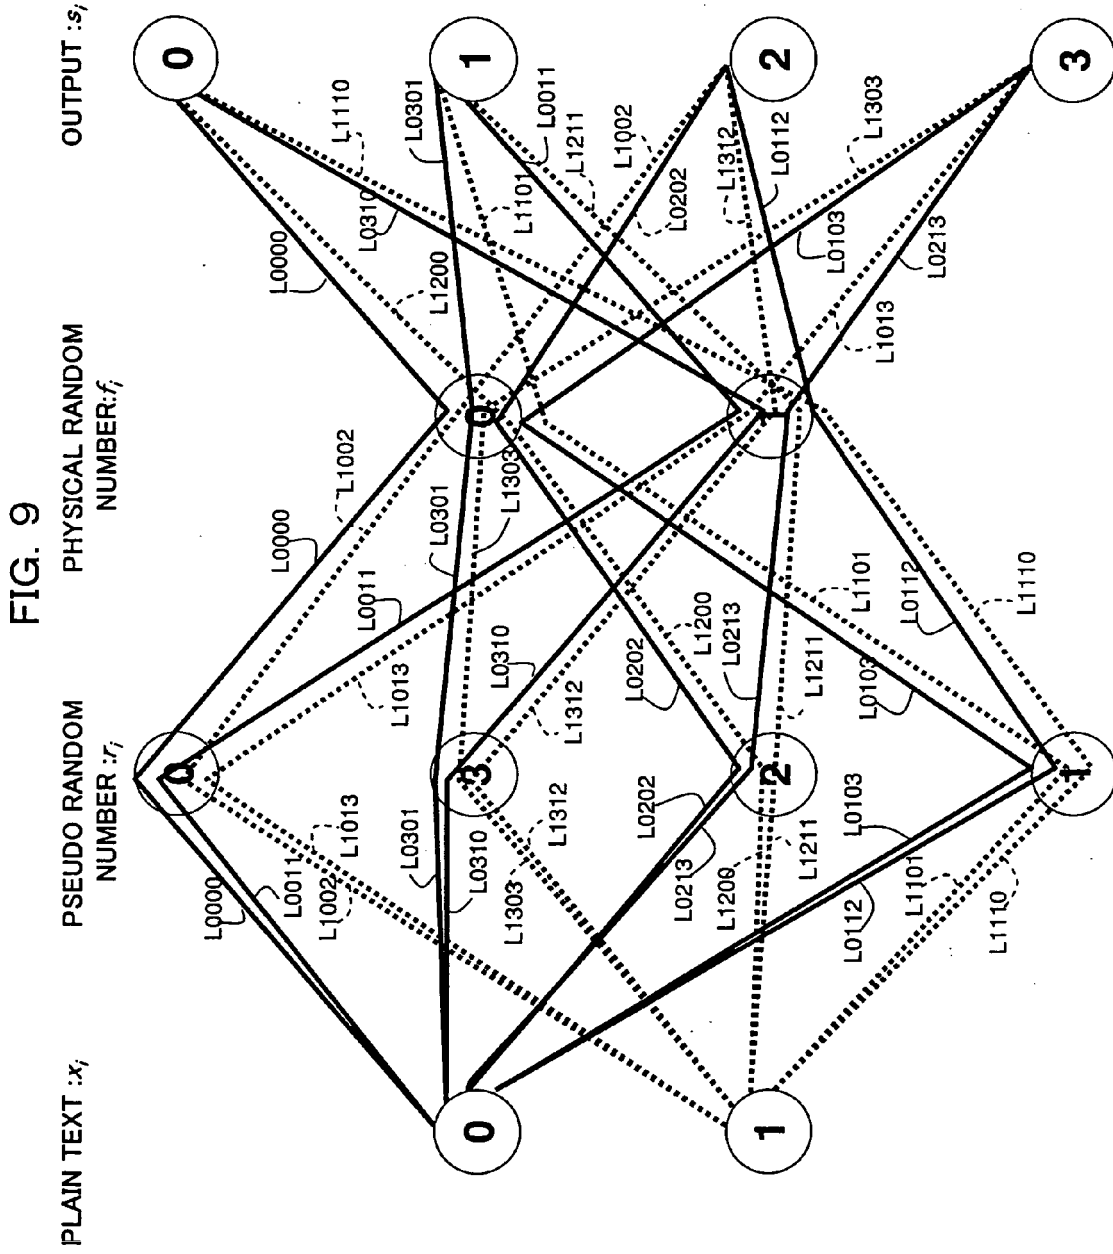 FIG. 9
PLAIN TEXT :xi
PSEUDO RANDOM
NUMBER :ri
PHYSICAL RANDOM
NUMBER:fi
OUTPUT :si
0
1
L0000
L0011
L1002
L1013
L0301
L0310
L1303
L1312
L0202
L0213
L1200
L1211
L0103
L0112
L1101
L1110
0
3
2
1
L0000
L1002
L0011
L1013
L0301
L1303
L0310
L1312
L0202
L1200
L0213
L1211
L0103
L1101
L0112
L1110
0
1
L0000
L0310
L1110
L1200
L0301
L1101
L0011
L1211
L1002
L0202
L1312
L0112
L0103
L1303
L1013
L0213
0
1
2
3